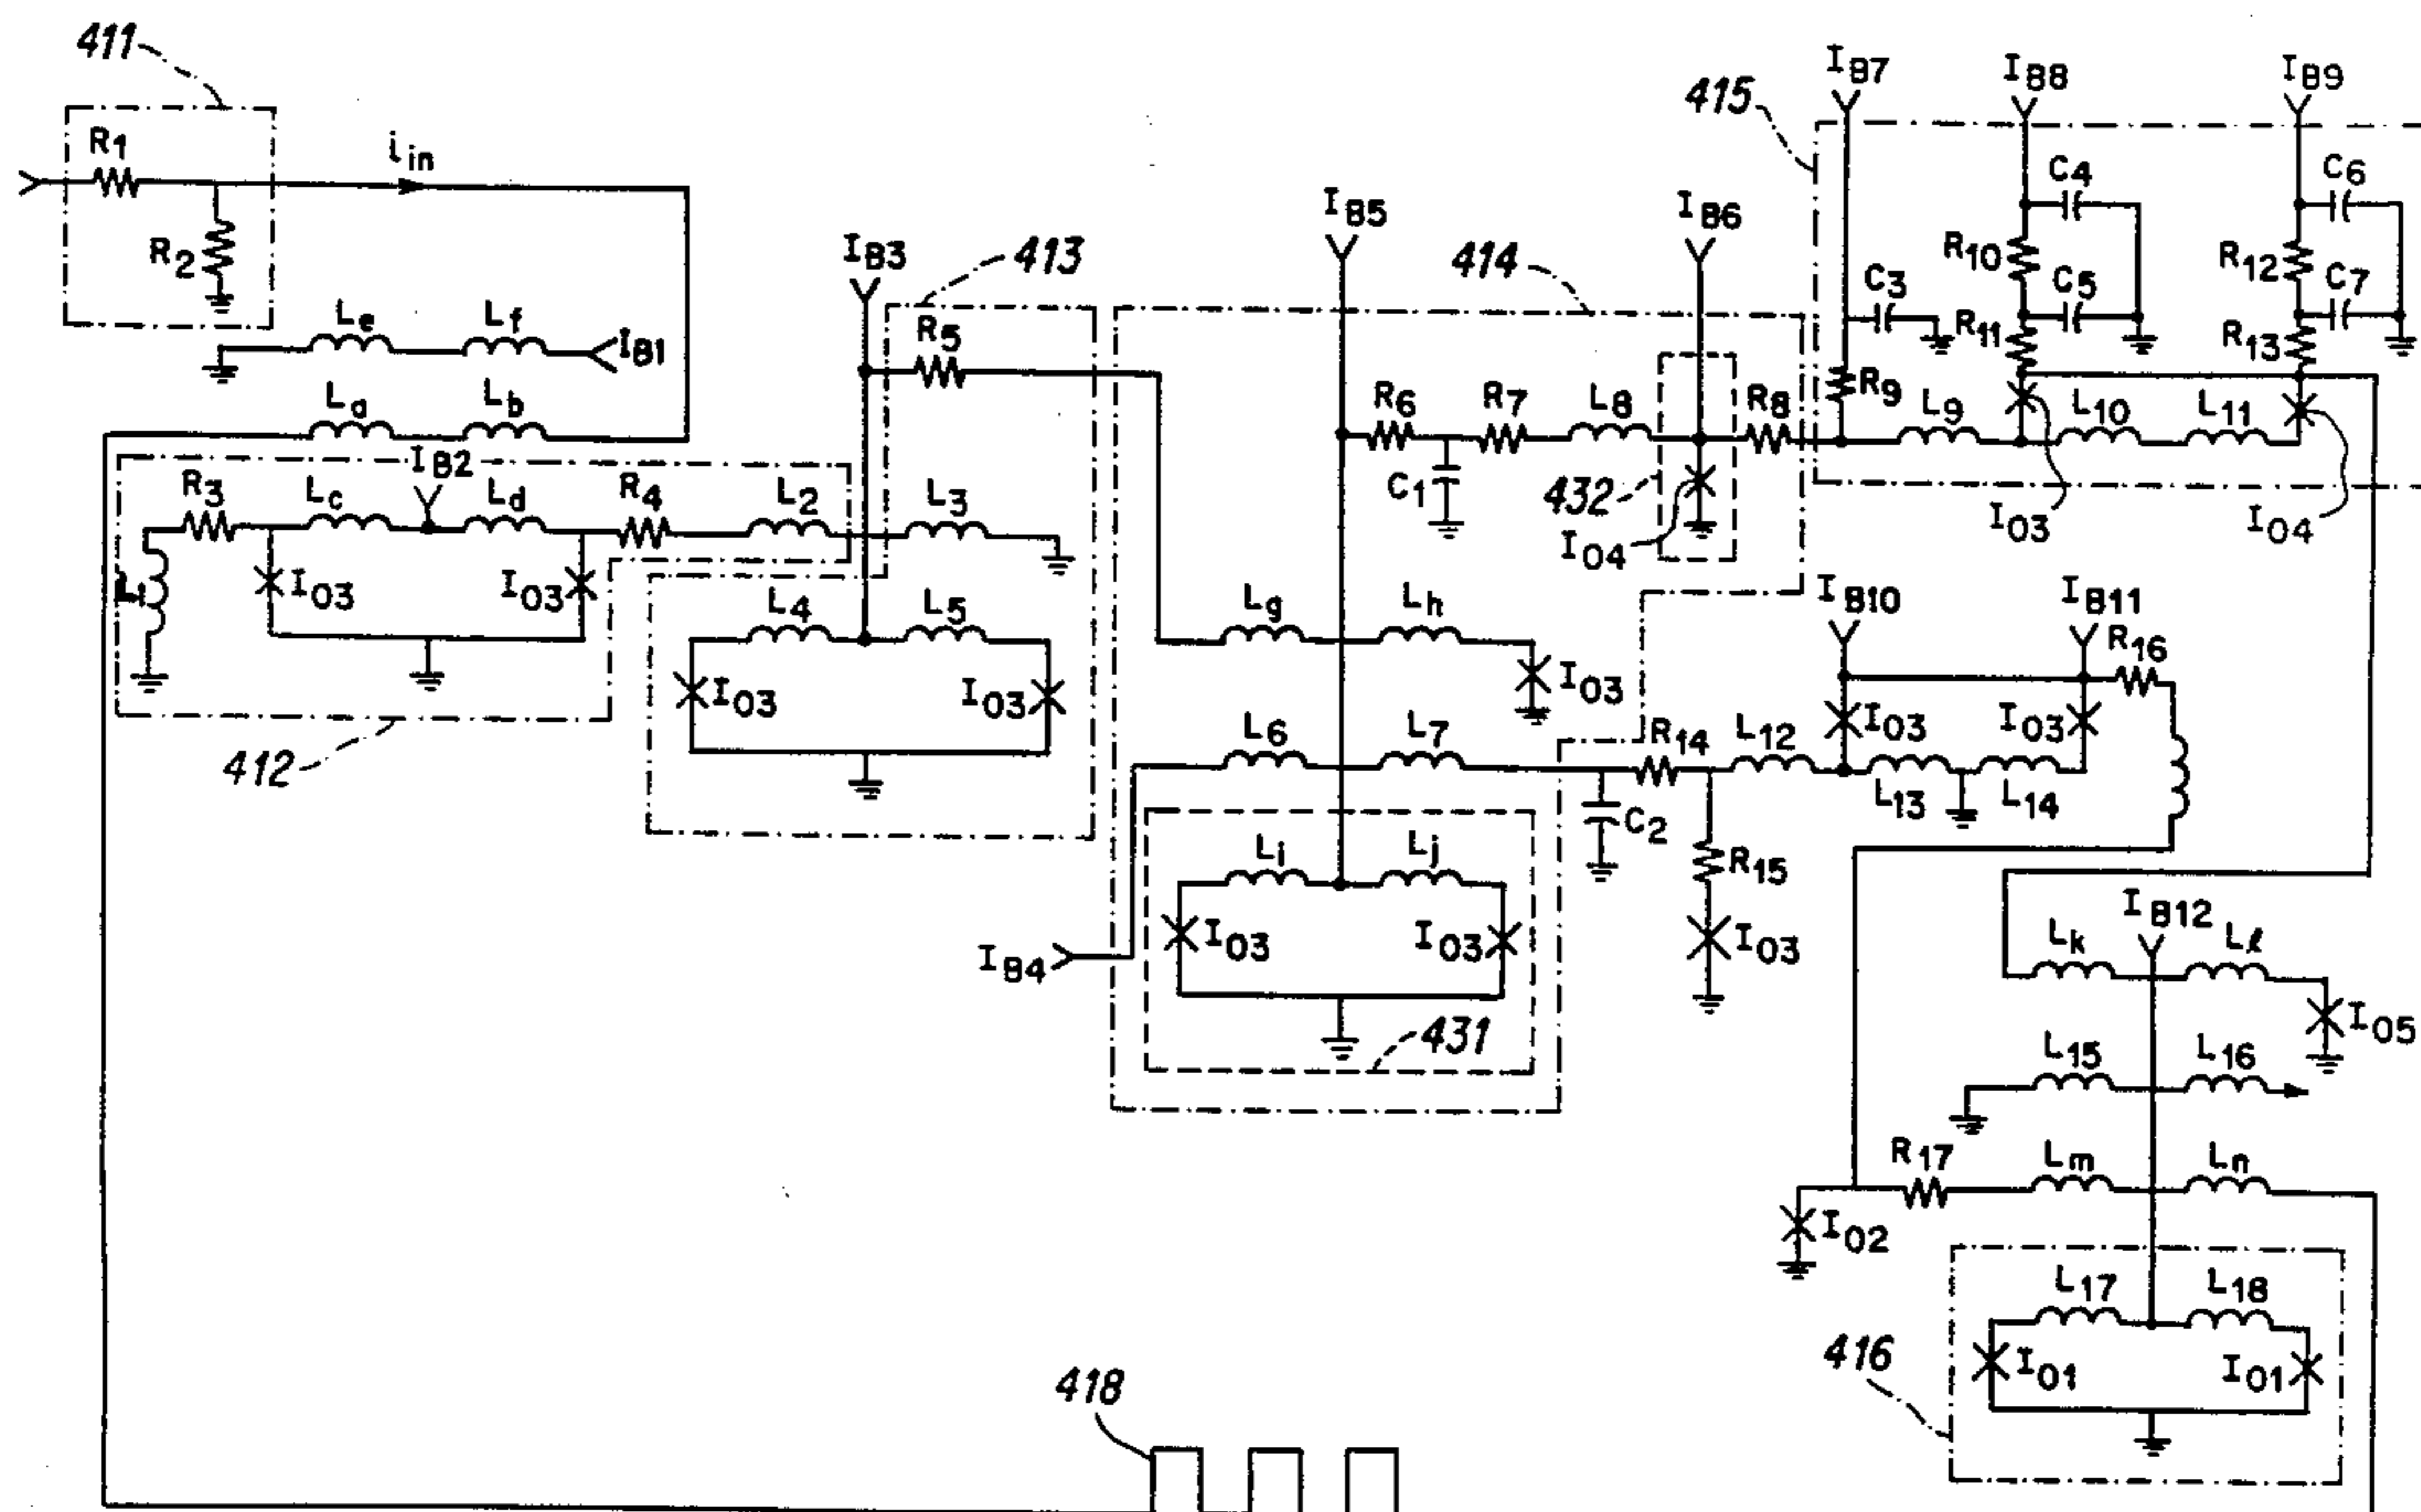 411
R1
iin
R2
Le
Lf
IB1
La
Lb
IB2
R3
Lc
Ld
R4
L2
L3
IO3
IO3
412
IB3
413
R5
L4
L5
IO3
IO3
IB5
414
IB6
R6
R7
L8
R8
C1
432
IO4
Lg
Lh
IO3
L6
L7
C2
Li
Lj
IO3
IO3
IB4
431
IB7
IB8
IB9
415
C4
C6
R10
R12
C3
C5
C7
R11
R13
R9
L9
L10
L11
IO3
IO4
IB10
IB11
R16
R14
L12
IO3
IO3
L13
L14
R15
IO3
IB12
Lk
Lℓ
IO5
L15
L16
R17
Lm
Ln
IO2
L17
L18
416
IO1
IO1
418